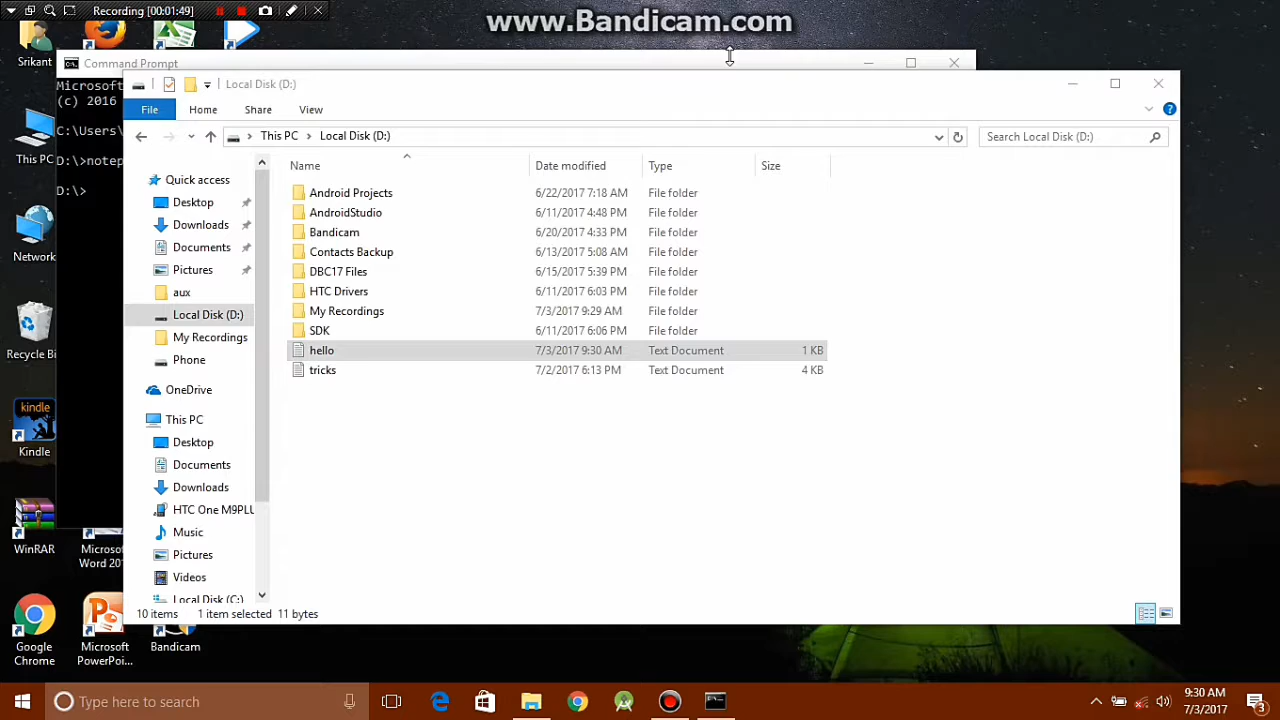 Recording [00:01:49]
www.Bandicam.com
Srikant
Command Prompt
Microsoft
(c) 2016
C:\Users\
D:\>notep
D:\>
Local Disk (D:)
File Home Share View
This PC Local Disk (D:)
Search Local Disk (D:)
Name Date modified Type Size
Android Projects 6/22/2017 7:18 AM File folder
AndroidStudio 6/11/2017 4:48 PM File folder
Bandicam 6/20/2017 4:33 PM File folder
Contacts Backup 6/13/2017 5:08 AM File folder
DBC17 Files 6/15/2017 5:39 PM File folder
HTC Drivers 6/11/2017 6:03 PM File folder
My Recordings 7/3/2017 9:29 AM File folder
SDK 6/11/2017 6:06 PM File folder
hello 7/3/2017 9:30 AM Text Document 1 KB
tricks 7/2/2017 6:13 PM Text Document 4 KB
Quick access
Desktop
Downloads
Documents
Pictures
aux
Local Disk (D:)
My Recordings
Phone
OneDrive
This PC
Desktop
Documents
Downloads
HTC One M9PLU
Music
Pictures
Videos
Local Disk (C:)
10 items 1 item selected 11 bytes
This PC
Network
Recycle Bi
kindle
Kindle
WinRAR
Microso
Word 20
Google
Chrome
Microsoft
PowerPoi...
Bandicam
Type here to search
9:30 AM
7/3/2017
3